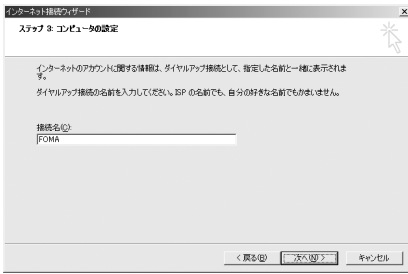 インターネット接続ウィザード
ステップ 3: コンピュータの設定
インターネットのアカウントに関する情報は、ダイヤルアップ接続として、指定した名前と一緒に表示されま
す。
ダイヤルアップ接続の名前を入力してください。ISP の名前でも、自分の好きな名前でもかまいません。
接続名(C):
FOMA
< 戻る(B)
次へ(N) >
キャンセル